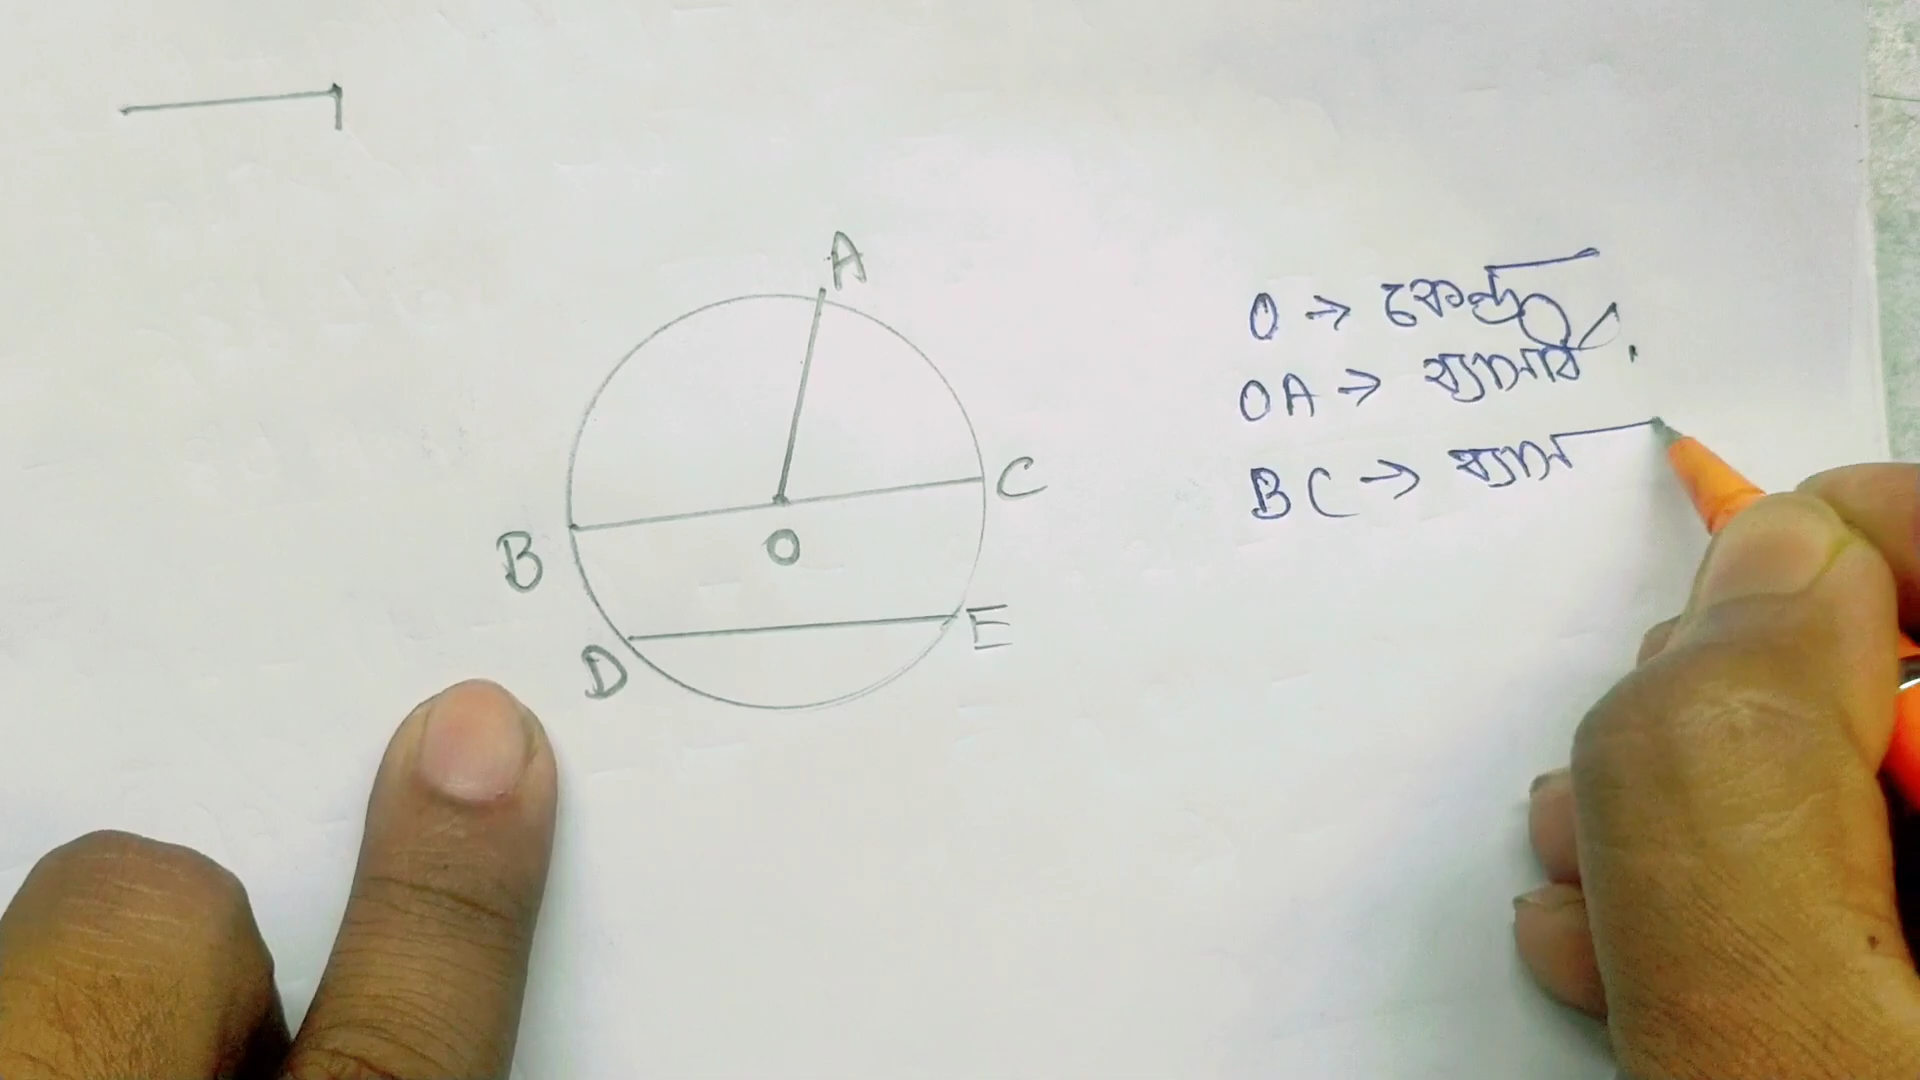 A
C
B
O
E
D
O → কেন্দ্র
OA → ব্যাসার্ধ
BC → ব্যাস